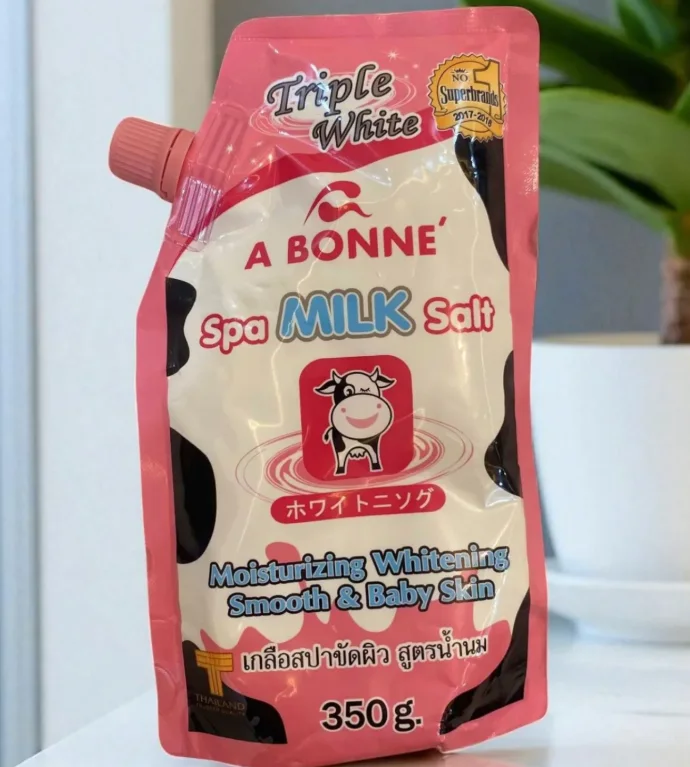 Triple
White
NO. 1
Superbrands
2017-2018
A BONNE´
Spa MILK Salt
ホワイトニソグ
Moisturizing Whitening
Smooth & Baby Skin
เกลือสปาขัดผิว สูตรน้ำนม
T
THAILAND
350 g.